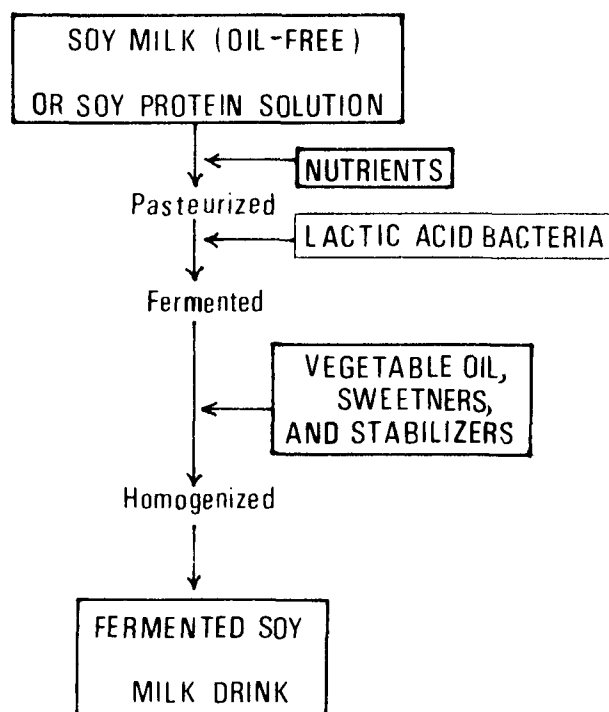 SOY MILK (OIL-FREE)
OR SOY PROTEIN SOLUTION
NUTRIENTS
Pasteurized
LACTIC ACID BACTERIA
Fermented
VEGETABLE OIL,
SWEETNERS,
AND STABILIZERS
Homogenized
FERMENTED SOY
MILK DRINK